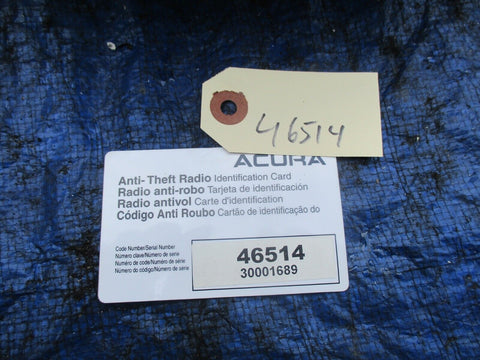 46514
ACURA
Anti- Theft Radio Identification Card
Radio anti-robo Tarjeta de identificación
Radio antivol Carte d'identification
Código Anti Roubo Cartão de identificação do
Code Number/Serial Number
Número clave/Número de série
Numéro de code/Numéro de série
Número do código/Número de série
46514
30001689